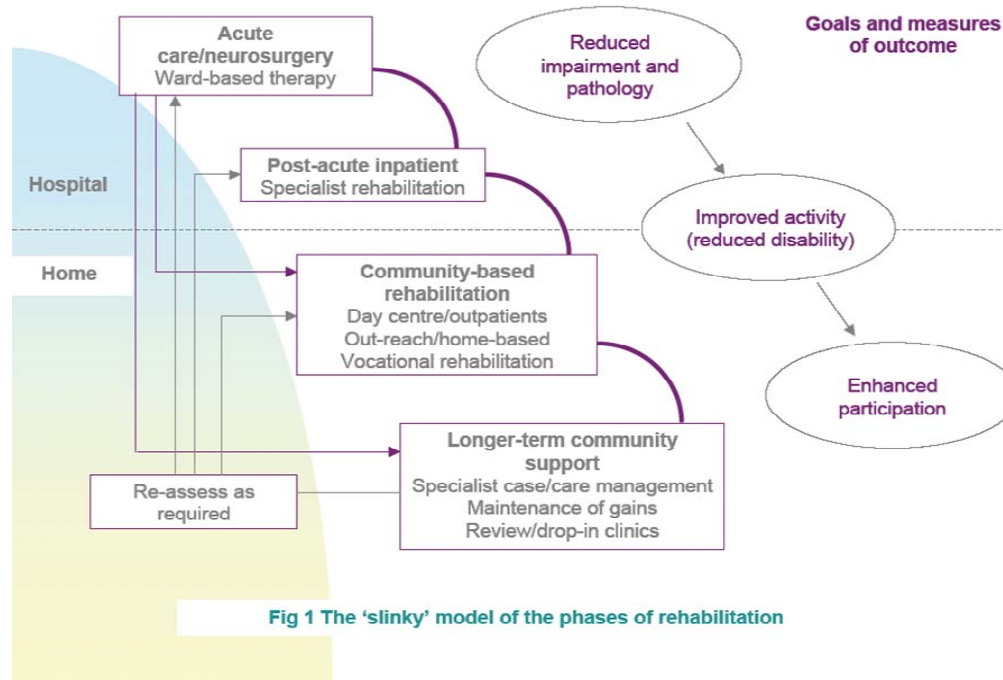 Acute
care/neurosurgery
Ward-based therapy
Goals and measures
of outcome
Reduced
impairment and
pathology
Post-acute inpatient
Specialist rehabilitation
Hospital
Improved activity
(reduced disability)
Home
Community-based
rehabilitation
Day centre/outpatients
Out-reach/home-based
Vocational rehabilitation
Enhanced
participation
Longer-term community
support
Specialist case/care management
Maintenance of gains
Review/drop-in clinics
Re-assess as
required
Fig 1 The ‘slinky’ model of the phases of rehabilitation